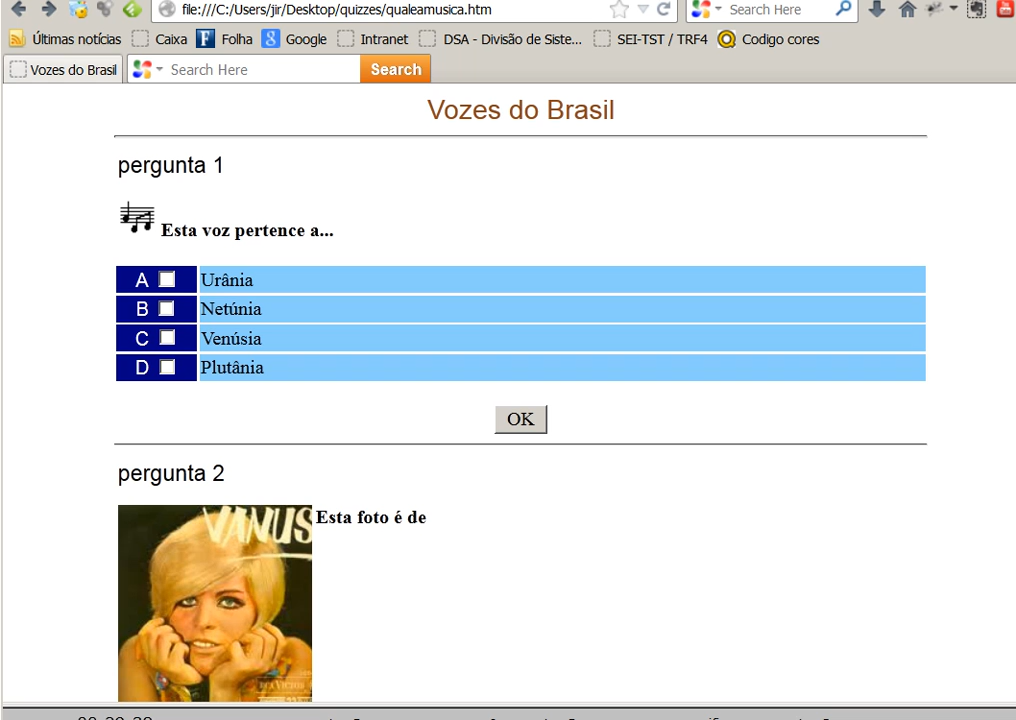 file:///C:/Users/jir/Desktop/quizzes/qualeamusica.htm
Search Here
Últimas notícias Caixa Folha Google Intranet DSA - Divisão de Siste... SEI-TST / TRF4 Codigo cores
Vozes do Brasil Search Here Search
Vozes do Brasil
pergunta 1
Esta voz pertence a...
A Urânia
B Netúnia
C Venúsia
D Plutânia
OK
pergunta 2
VANUS
Esta foto é de